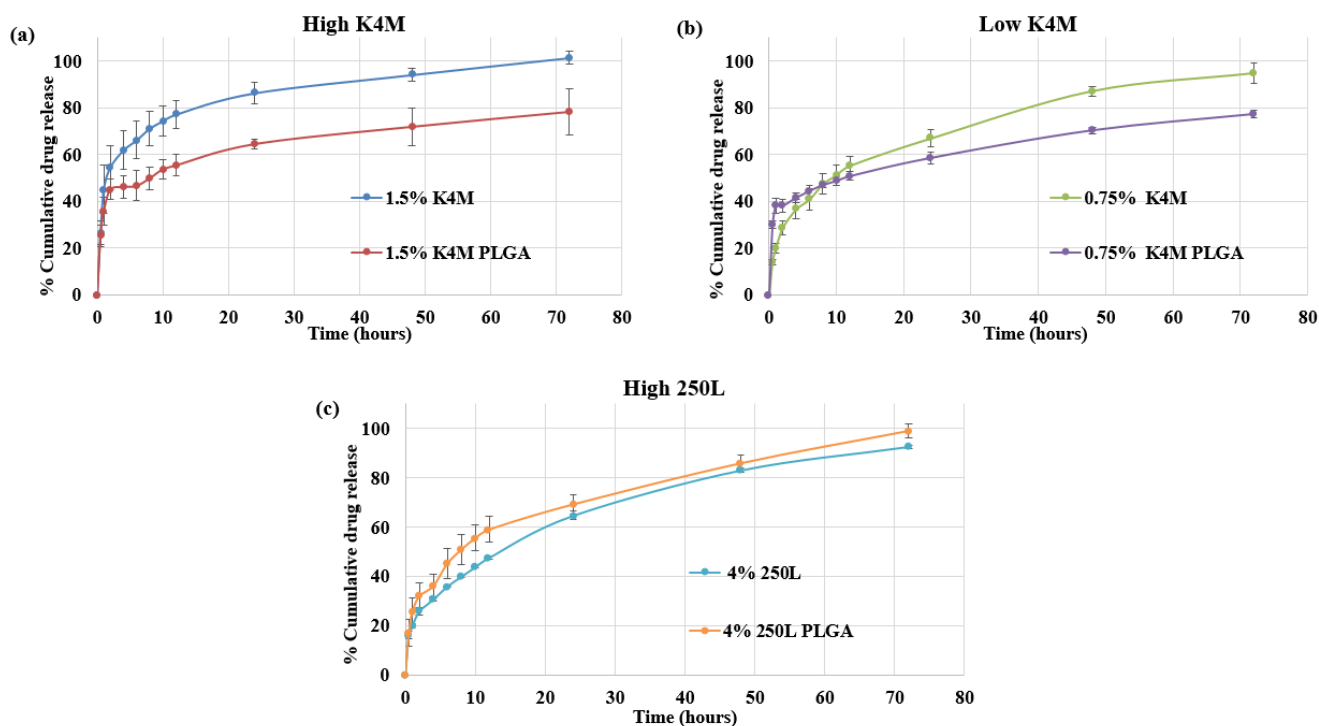 (a)
High K4M
% Cumulative drug release
100
80
60
40
20
0
1.5% K4M
1.5% K4M PLGA
0 10 20 30 40 50 60 70 80
Time (hours)
(b)
Low K4M
% Cumulative drug release
100
80
60
40
20
0
0.75% K4M
0.75% K4M PLGA
0 10 20 30 40 50 60 70 80
Time (hours)
(c)
High 250L
% Cumulative drug release
100
80
60
40
20
0
4% 250L
4% 250L PLGA
0 10 20 30 40 50 60 70 80
Time (hours)